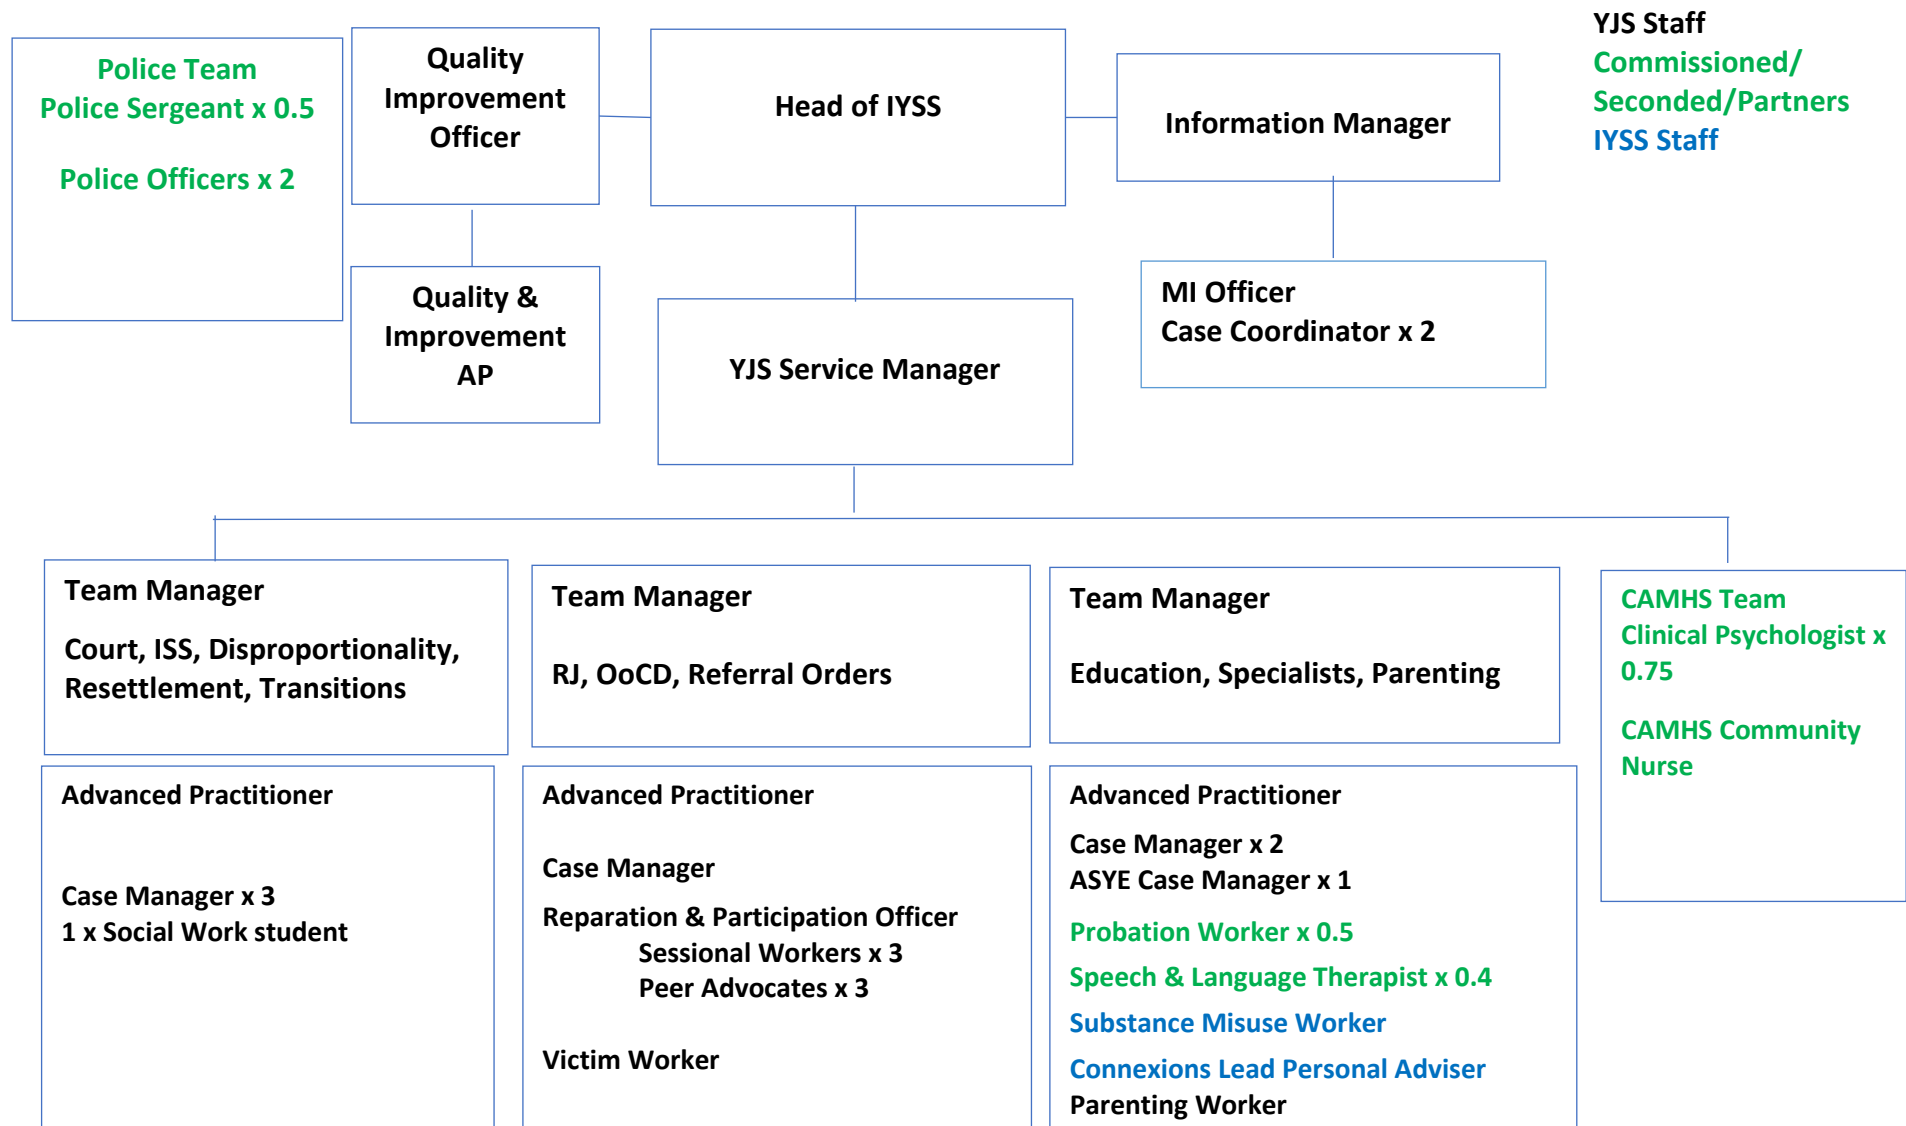 Police Team
Police Sergeant x 0.5
Police Officers x 2
Quality
Improvement
Officer
Head of IYSS
Information Manager
YJS Staff
Commissioned/
Seconded/Partners
IYSS Staff
Quality &
Improvement
AP
YJS Service Manager
MI Officer
Case Coordinator x 2
Team Manager
Court, ISS, Disproportionality,
Resettlement, Transitions
Team Manager
RJ, OoCD, Referral Orders
Team Manager
Education, Specialists, Parenting
CAMHS Team
Clinical Psychologist x
0.75
CAMHS Community
Nurse
Advanced Practitioner
Case Manager x 3
1 x Social Work student
Advanced Practitioner
Case Manager
Reparation & Participation Officer
Sessional Workers x 3
Peer Advocates x 3
Victim Worker
Advanced Practitioner
Case Manager x 2
ASYE Case Manager x 1
Probation Worker x 0.5
Speech & Language Therapist x 0.4
Substance Misuse Worker
Connexions Lead Personal Adviser
Parenting Worker